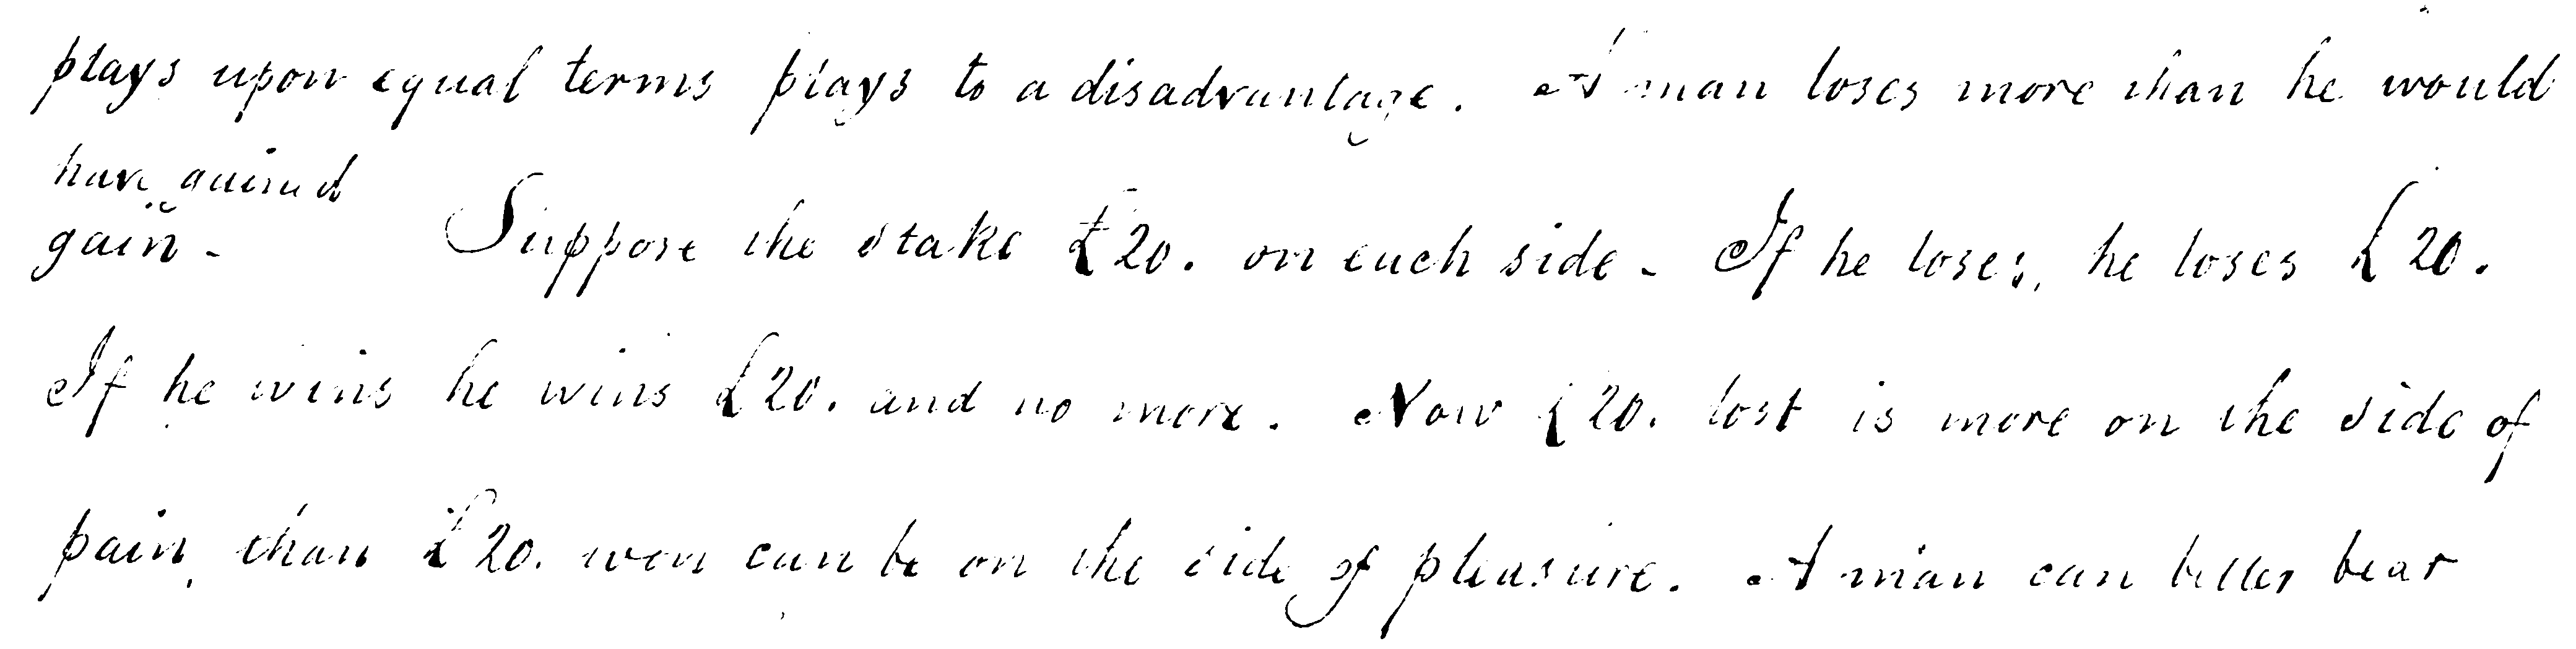 plays upon equal terms plays to a disadvantage. A man loses more than he would
have gained
gain - Suppose the stake £20. on each side - If he loses, he loses £20.
If he wins he wins £20. and no more. Now £20. lost is more on the side of
pain, than £20. won can be on the side of pleasure. A man can better bear